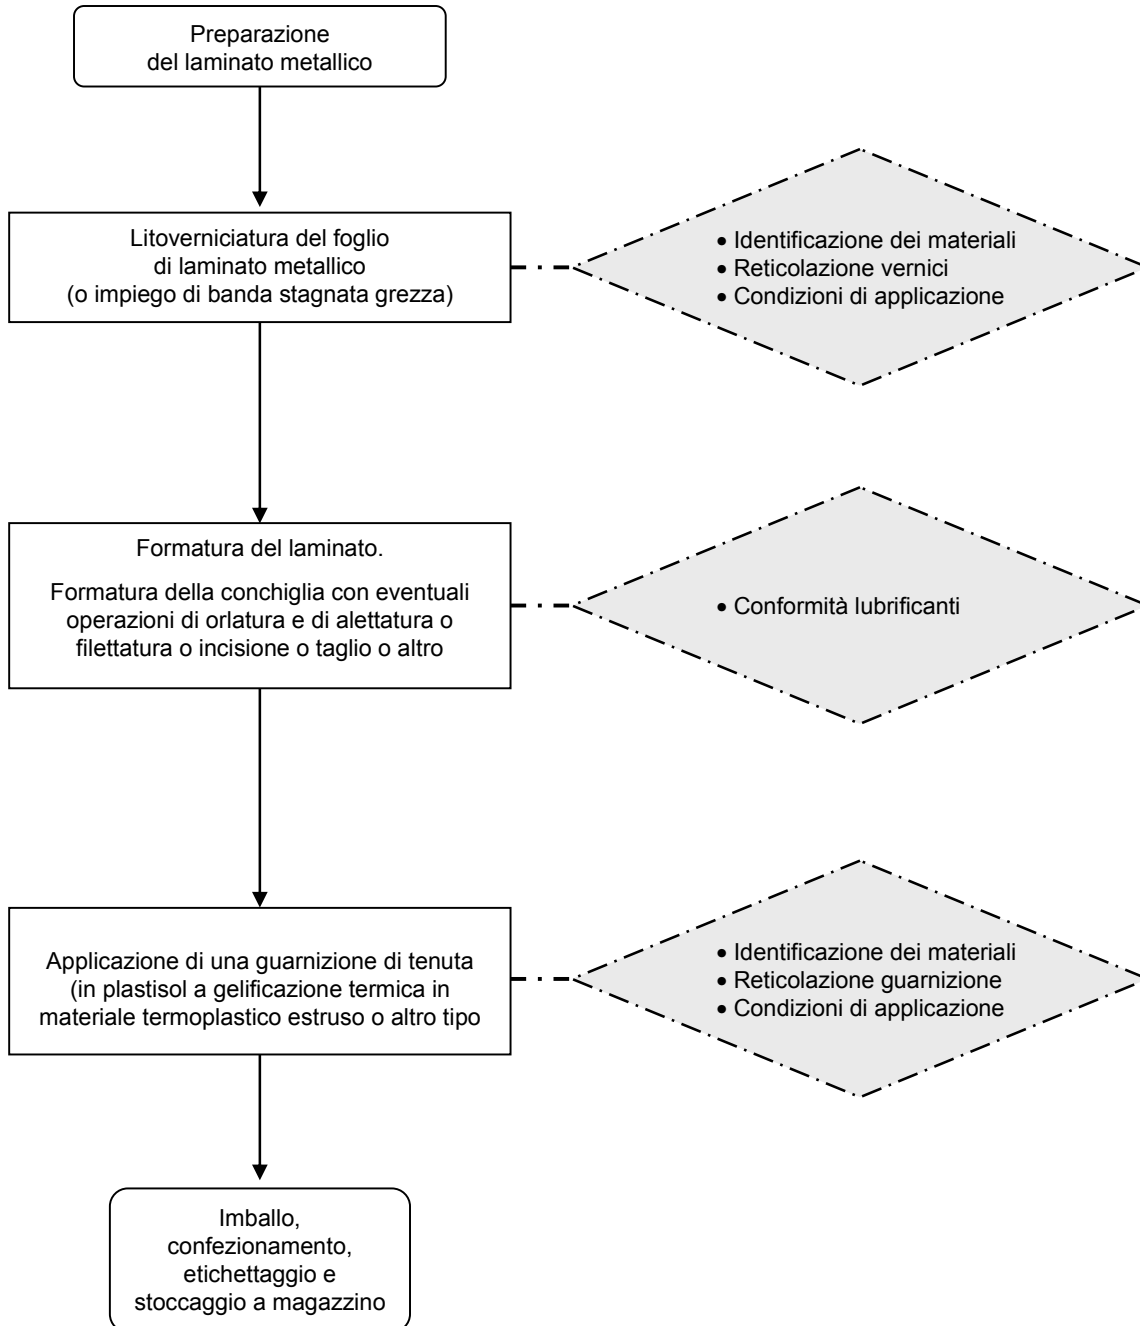 Preparazione
del laminato metallico
Litoverniciatura del foglio
di laminato metallico
(o impiego di banda stagnata grezza)
• Identificazione dei materiali
• Reticolazione vernici
• Condizioni di applicazione
Formatura del laminato.
Formatura della conchiglia con eventuali
operazioni di orlatura e di alettatura o
filettatura o incisione o taglio o altro
• Conformità lubrificanti
Applicazione di una guarnizione di tenuta
(in plastisol a gelificazione termica in
materiale termoplastico estruso o altro tipo
• Identificazione dei materiali
• Reticolazione guarnizione
• Condizioni di applicazione
Imballo,
confezionamento,
etichettaggio e
stoccaggio a magazzino